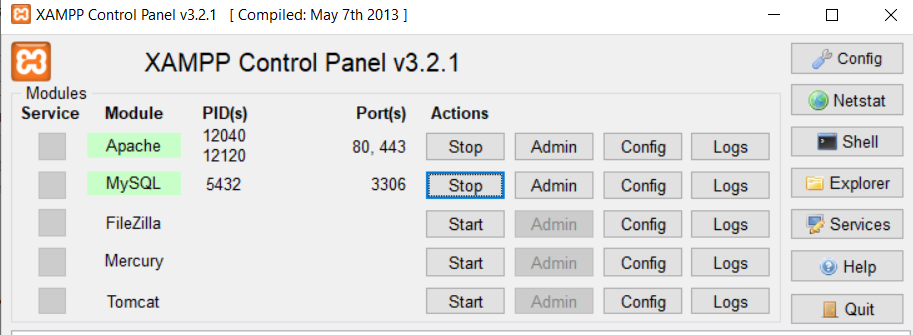 XAMPP Control Panel v3.2.1 [ Compiled: May 7th 2013 ]
XAMPP Control Panel v3.2.1
Config
Modules
Service Module PID(s) Port(s) Actions
Netstat
Apache 12040 12120 80, 443 Stop Admin Config Logs
Shell
MySQL 5432 3306 Stop Admin Config Logs
Explorer
FileZilla Start Admin Config Logs
Services
Mercury Start Admin Config Logs
Help
Tomcat Start Admin Config Logs
Quit